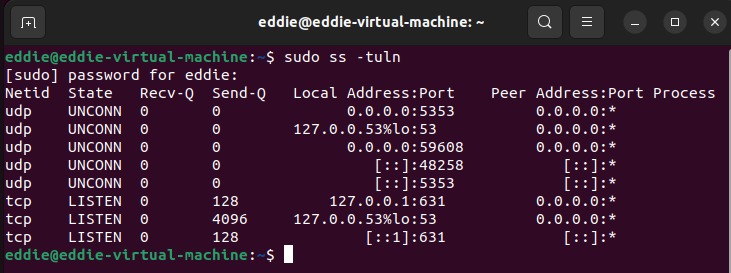 eddie@eddie-virtual-machine: ~
eddie@eddie-virtual-machine:~$ sudo ss -tuln
[sudo] password for eddie:
Netid State Recv-Q Send-Q Local Address:Port Peer Address:Port Process
udp UNCONN 0 0 0.0.0.0:5353 0.0.0.0:*
udp UNCONN 0 0 127.0.0.53%lo:53 0.0.0.0:*
udp UNCONN 0 0 0.0.0.0:59608 0.0.0.0:*
udp UNCONN 0 0 [::]:48258 [::]:*
udp UNCONN 0 0 [::]:5353 [::]:*
tcp LISTEN 0 128 127.0.0.1:631 0.0.0.0:*
tcp LISTEN 0 4096 127.0.0.53%lo:53 0.0.0.0:*
tcp LISTEN 0 128 [::1]:631 [::]:*
eddie@eddie-virtual-machine:~$